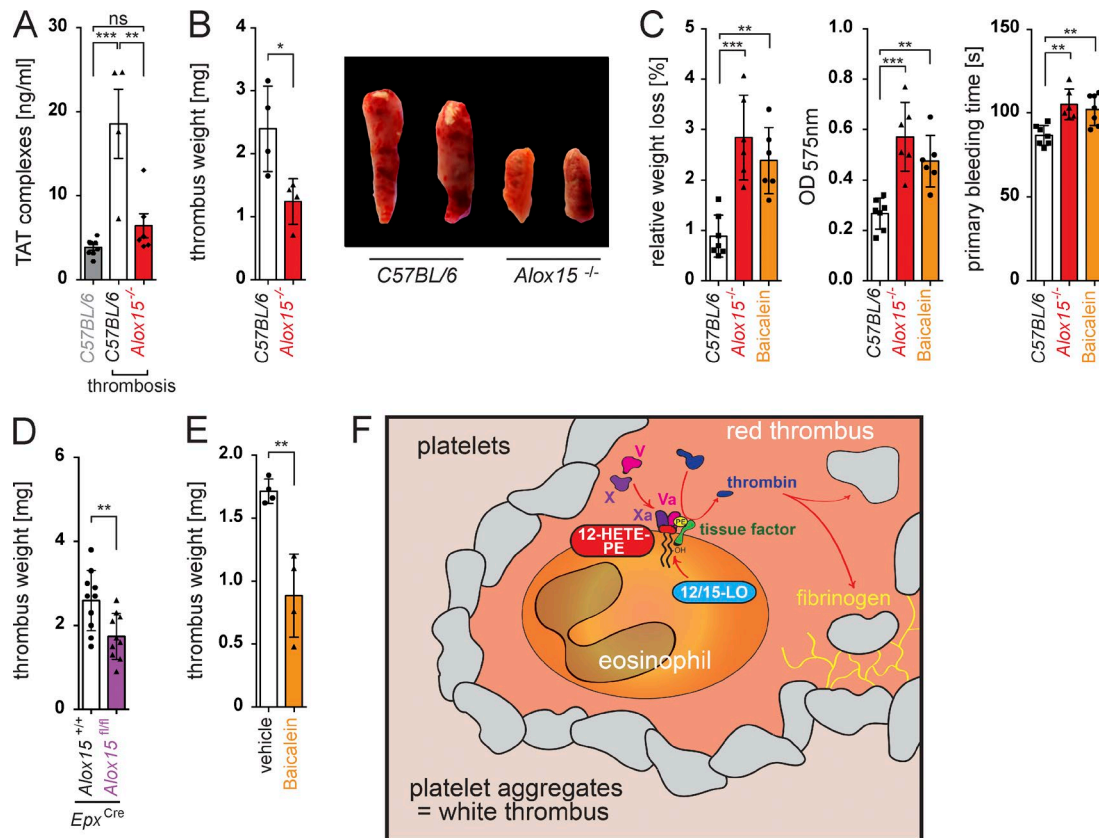 A
ns
*** **
TAT complexes [ng/ml]
30
20
10
0
C57BL/6
C57BL/6
Alox15-/-
thrombosis
B
*
thrombus weight [mg]
4
3
2
1
0
C57BL/6
Alox15-/-
C57BL/6
Alox15 -/-
C
**
***
relative weight loss [%]
5
4
3
2
1
0
C57BL/6
Alox15-/-
Baicalein
**
***
OD 575nm
1.0
0.8
0.6
0.4
0.2
0.0
C57BL/6
Alox15-/-
Baicalein
**
**
primary bleeding time [s]
150
100
50
0
C57BL/6
Alox15-/-
Baicalein
D
**
thrombus weight [mg]
6
4
2
0
Alox15 +/+
Alox15 fl/fl
Epx Cre
E
**
thrombus weight [mg]
2.0
1.5
1.0
0.5
0.0
vehicle
Baicalein
F
platelets
red thrombus
V
X
Va
Xa
PE
thrombin
tissue factor
12-HETE-
PE
OH
12/15-LO
fibrinogen
eosinophil
platelet aggregates
= white thrombus